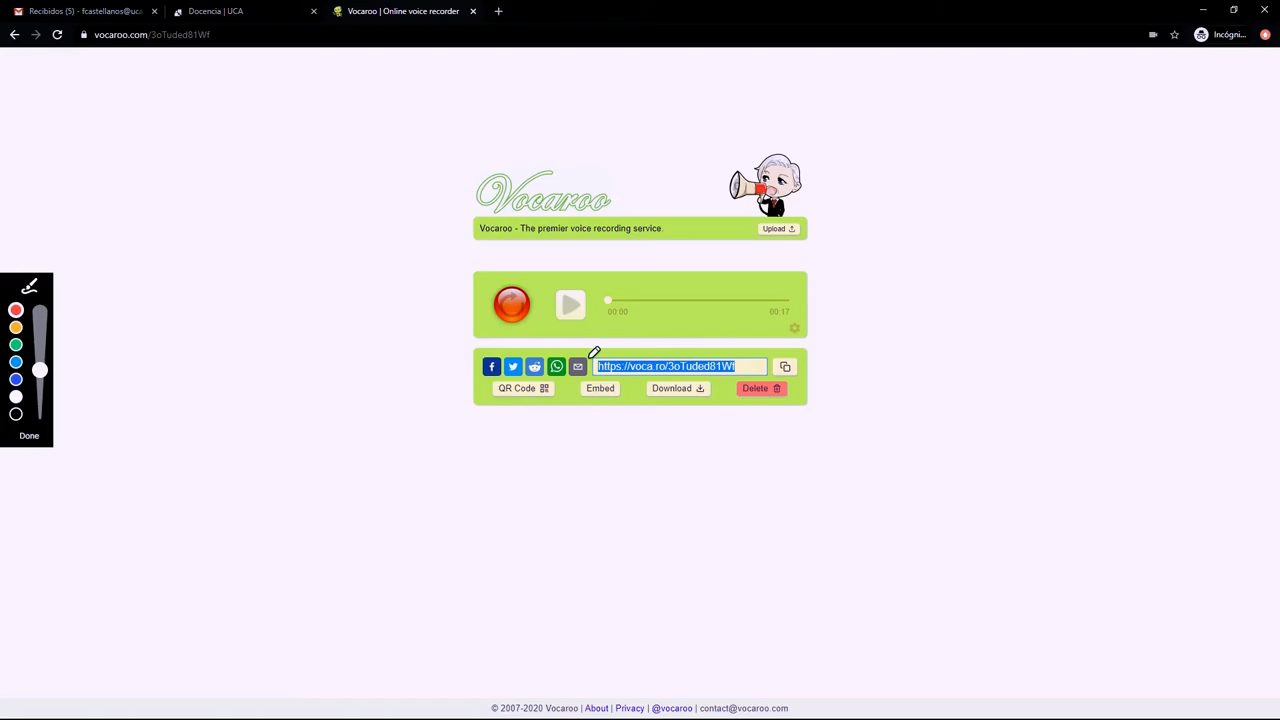 Recibidos (5) - fcastellanos@uca
Docencia | UCA
Vocaroo | Online voice recorder
vocaroo.com/3oTuded81Wf
Incógni...
Vocaroo
Vocaroo - The premier voice recording service.
Upload
00:00
00:17
https://voca.ro/3oTuded81Wf
QR Code
Embed
Download
Delete
Done
© 2007-2020 Vocaroo | About | Privacy | @vocaroo | contact@vocaroo.com